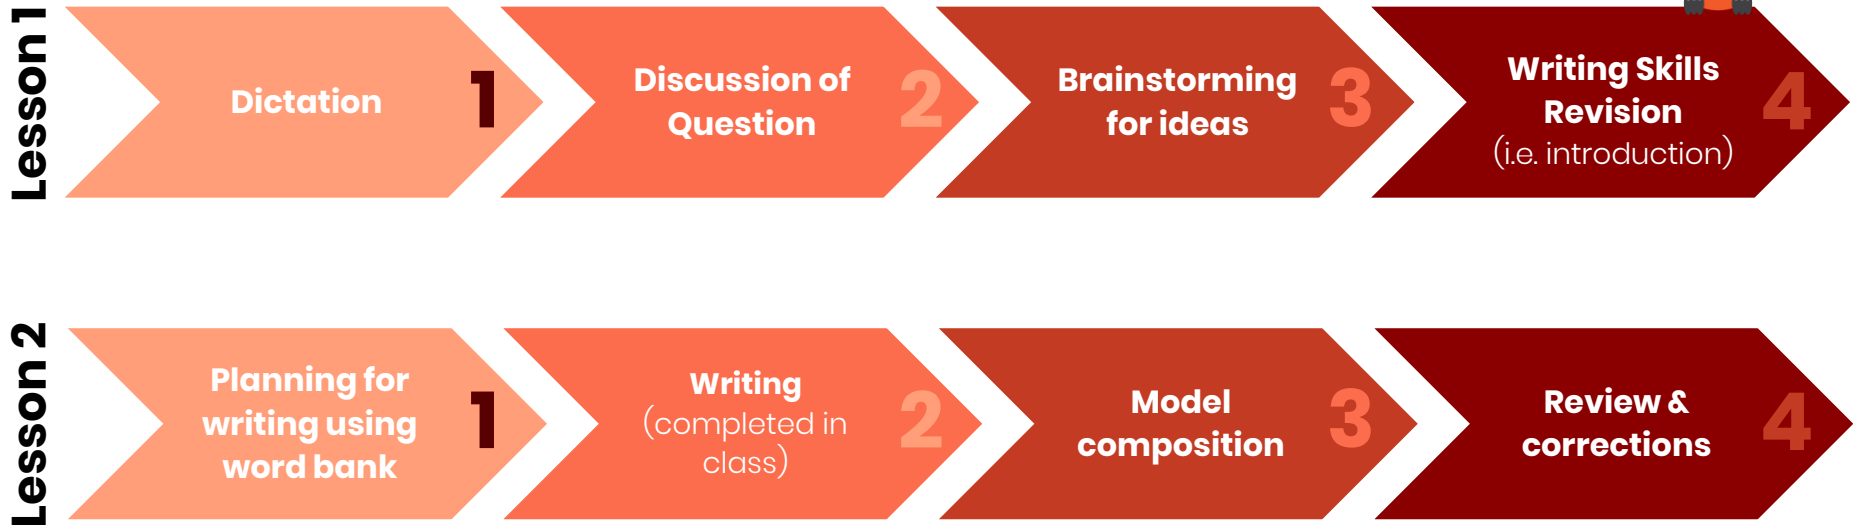 Lesson 1
Dictation
1
Discussion of
Question
2
Brainstorming
for ideas
3
Writing Skills
Revision
(i.e. introduction)
4
Lesson 2
Planning for
writing using
word bank
1
Writing
(completed in
class)
2
Model
composition
3
Review &
corrections
4